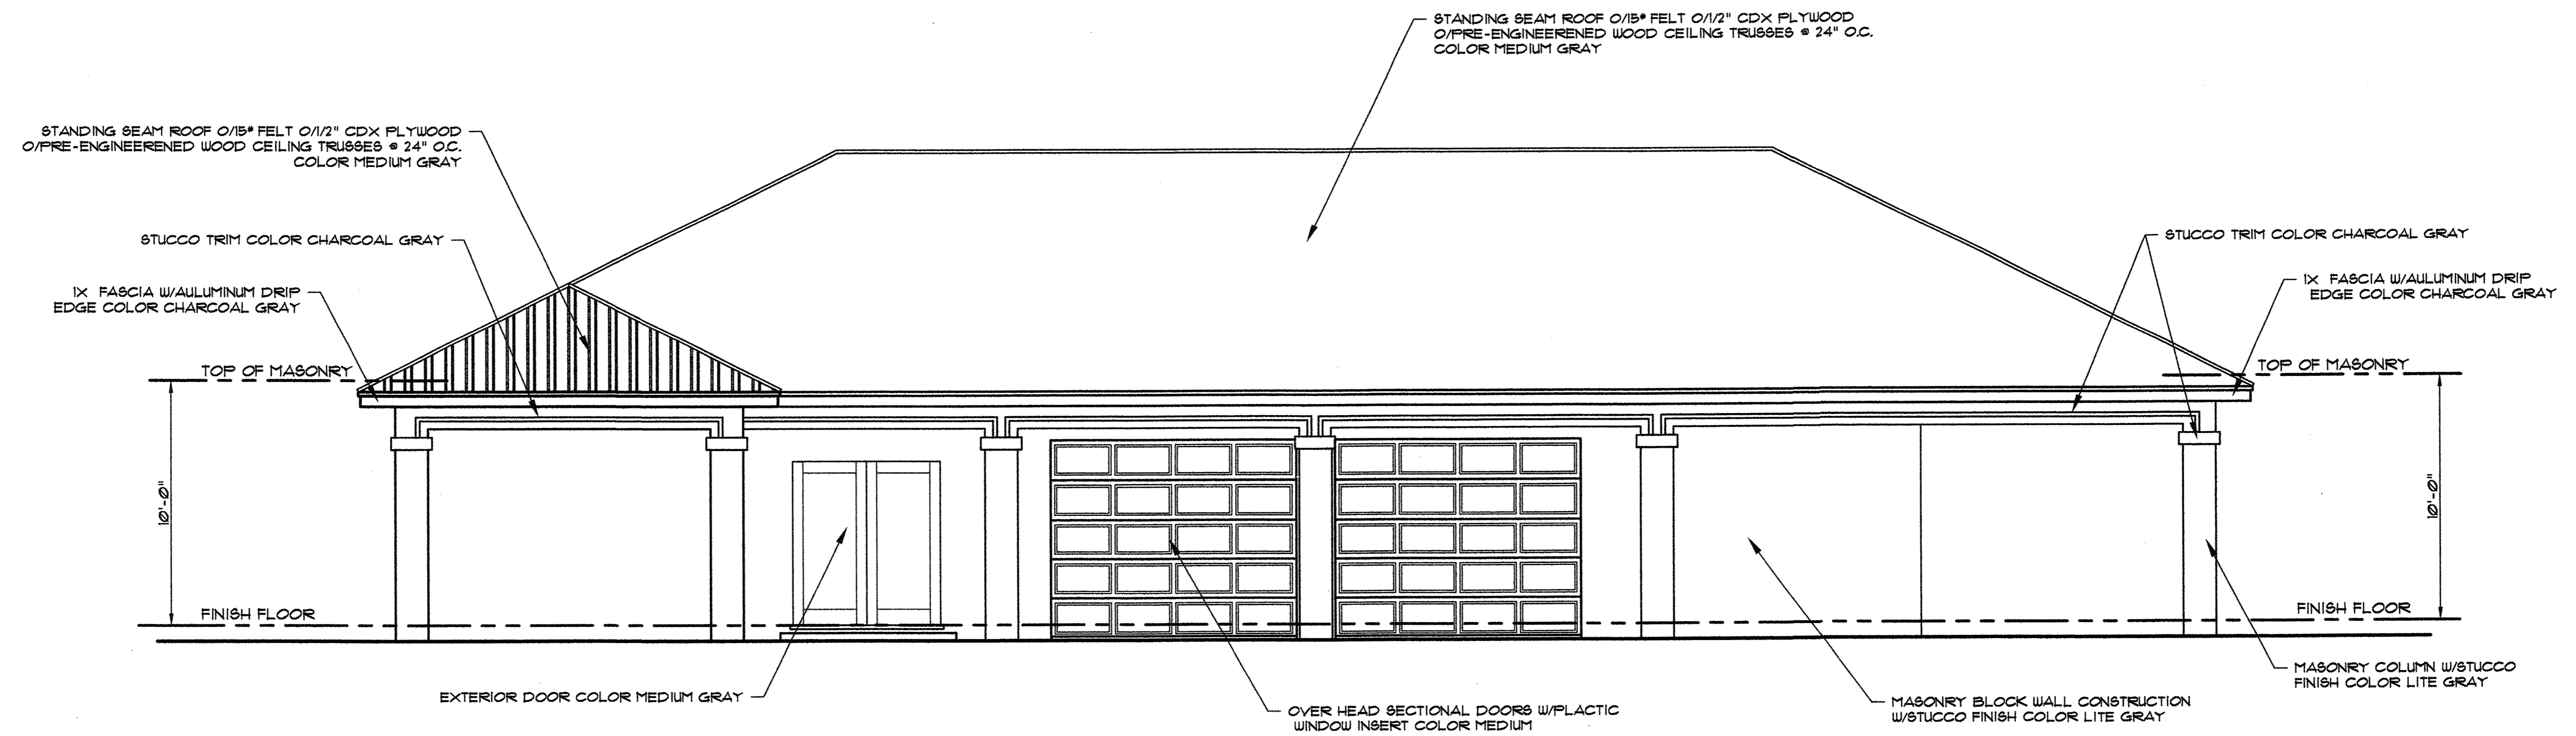 STANDING SEAM ROOF O/15# FELT O/1/2" CDX PLYWOOD
O/PRE-ENGINEERENED WOOD CEILING TRUSSES @ 24" O.C.
COLOR MEDIUM GRAY
STANDING SEAM ROOF O/15# FELT O/1/2" CDX PLYWOOD
O/PRE-ENGINEERENED WOOD CEILING TRUSSES @ 24" O.C.
COLOR MEDIUM GRAY
STUCCO TRIM COLOR CHARCOAL GRAY
STUCCO TRIM COLOR CHARCOAL GRAY
1X FASCIA W/AULUMINUM DRIP
EDGE COLOR CHARCOAL GRAY
1X FASCIA W/AULUMINUM DRIP
EDGE COLOR CHARCOAL GRAY
TOP OF MASONRY
TOP OF MASONRY
10'-0"
10'-0"
FINISH FLOOR
FINISH FLOOR
EXTERIOR DOOR COLOR MEDIUM GRAY
OVER HEAD SECTIONAL DOORS W/PLACTIC
WINDOW INSERT COLOR MEDIUM
MASONRY BLOCK WALL CONSTRUCTION
W/STUCCO FINISH COLOR LITE GRAY
MASONRY COLUMN W/STUCCO
FINISH COLOR LITE GRAY